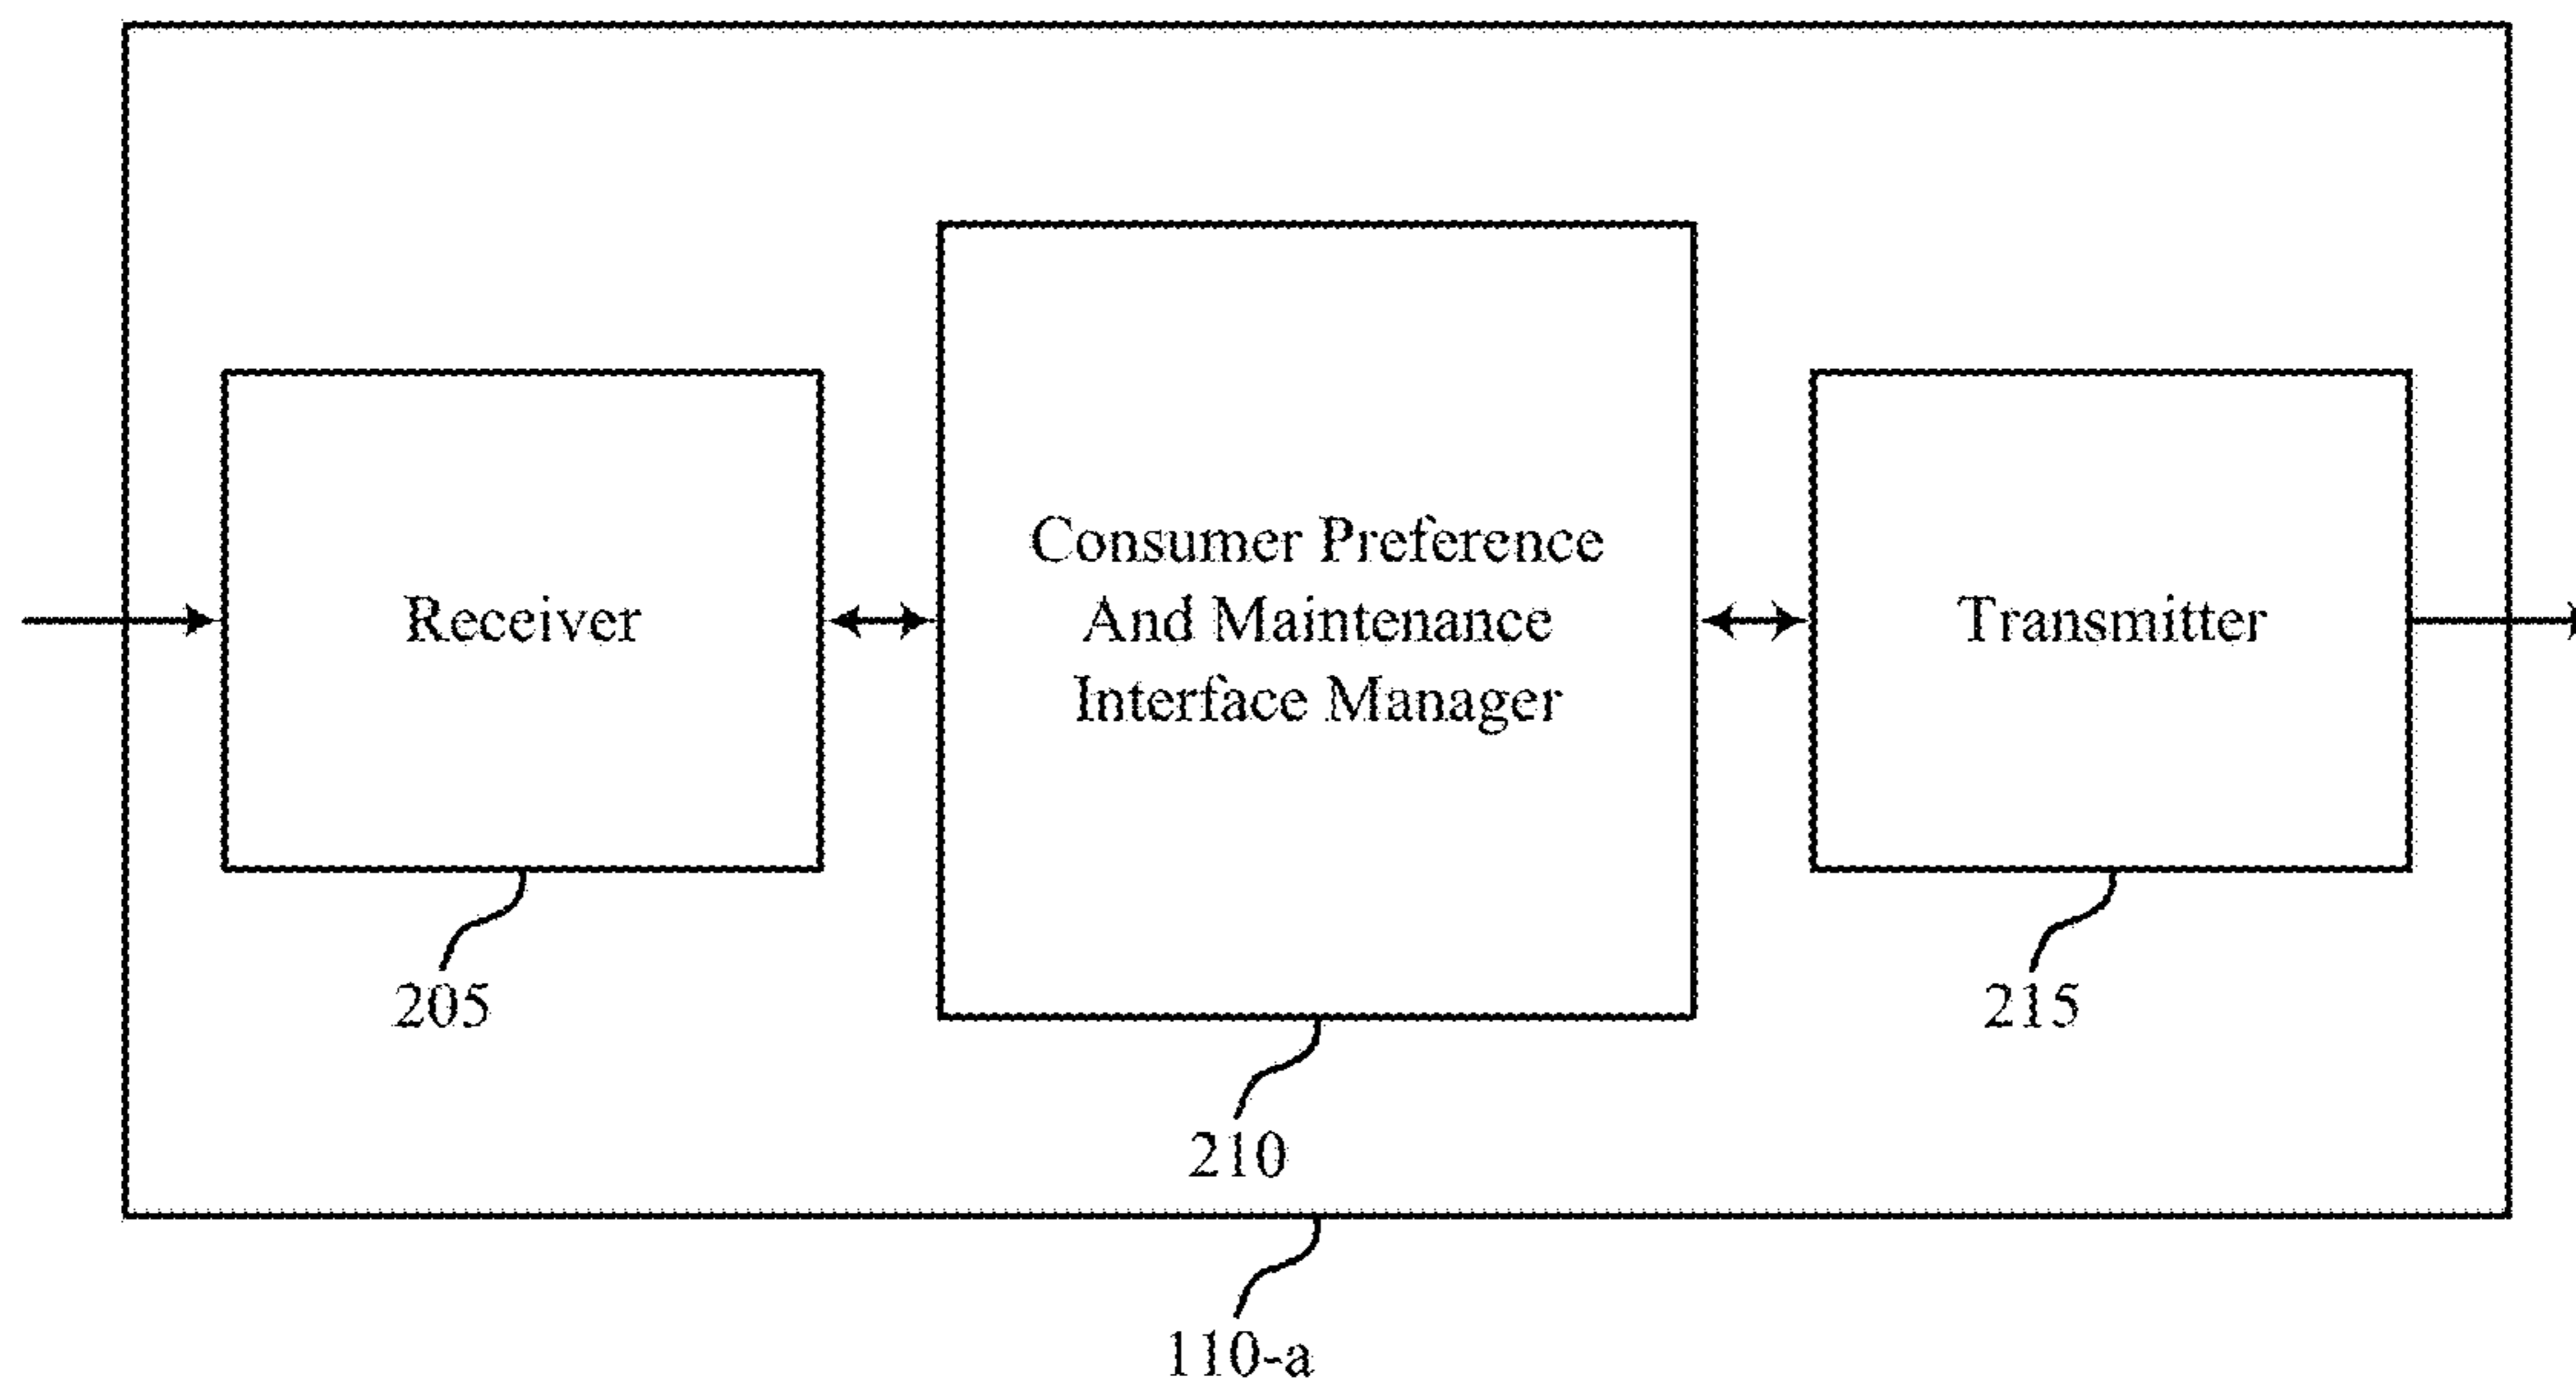 Receiver
Consumer Preference
And Maintenance
Interface Manager
Transmitter
205
210
215
110-a